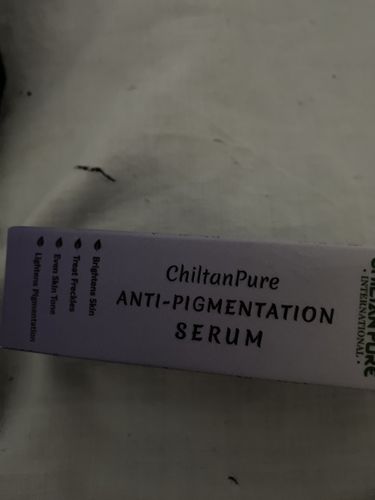 ChiltanPure
ANTI-PIGMENTATION
SERUM
Brightens Skin
Treat Freckles
Even Skin Tone
Lightens Pigmentation
INTERNATIONAL